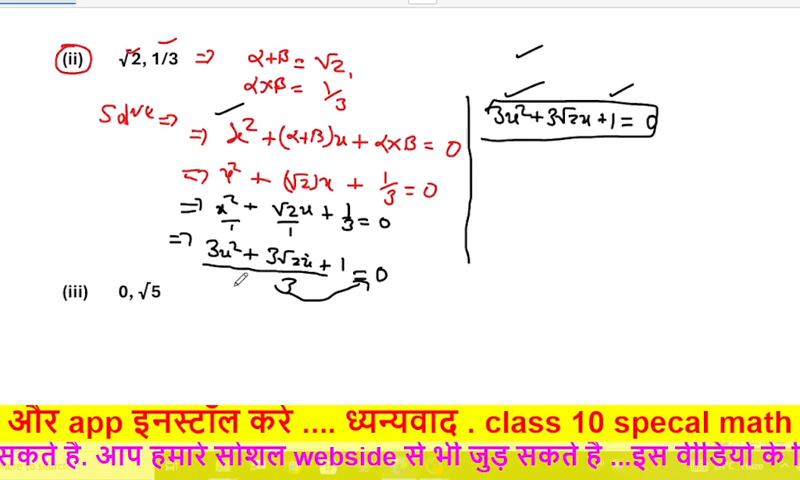 (ii) √2, 1/3 ⇒ α+β = √2,
α×β = 1/3
Solve ⇒
⇒ x² + (α+β)x + α×β = 0
⇒ x² + (√2)x + 1/3 = 0
⇒ x²/1 + √2x/1 + 1/3 = 0
⇒ 3x² + 3√2x + 1 / 3 = 0
3x² + 3√2x + 1 = 0
(iii) 0, √5
और app इनस्टॉल करे .... ध्यन्यवाद . class 10 specal math
सकते है. आप हमारे सोशल webside से भी जुड़ सकते है ...इस वीडियो के